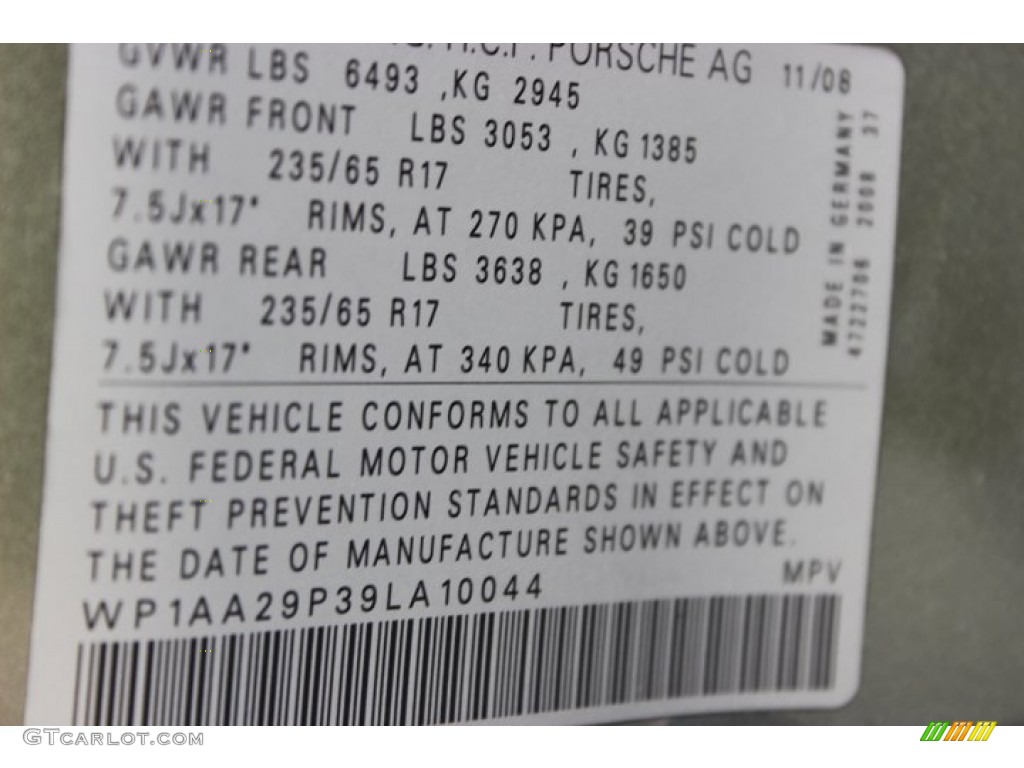 PORSCHE AG 11/08
GVWR LBS 6493 ,KG 2945
GAWR FRONT LBS 3053 , KG 1385
WITH 235/65 R17 TIRES,
7.5Jx17" RIMS, AT 270 KPA, 39 PSI COLD
GAWR REAR LBS 3638 , KG 1650
WITH 235/65 R17 TIRES,
7.5Jx17" RIMS, AT 340 KPA, 49 PSI COLD
THIS VEHICLE CONFORMS TO ALL APPLICABLE
U.S. FEDERAL MOTOR VEHICLE SAFETY AND
THEFT PREVENTION STANDARDS IN EFFECT ON
THE DATE OF MANUFACTURE SHOWN ABOVE.
MPV
WP1AA29P39LA10044
MADE IN GERMANY
4722706 2008 37
GTCARLOT.COM